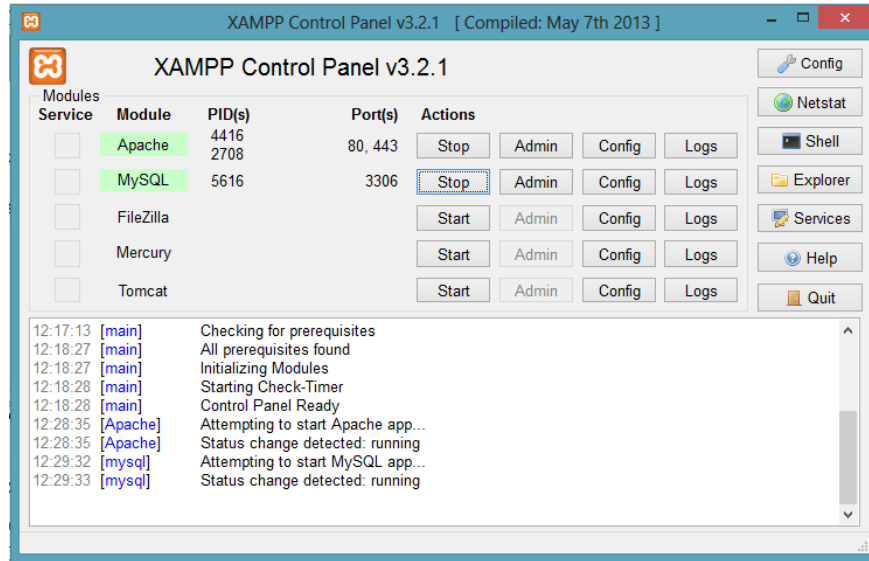 XAMPP Control Panel v3.2.1 [ Compiled: May 7th 2013 ]
XAMPP Control Panel v3.2.1
Config
Modules
Netstat
Service Module PID(s) Port(s) Actions
Apache 4416 2708 80, 443 Stop Admin Config Logs
Shell
MySQL 5616 3306 Stop Admin Config Logs
Explorer
FileZilla Start Admin Config Logs
Services
Mercury Start Admin Config Logs
Help
Tomcat Start Admin Config Logs
Quit
12:17:13 [main] Checking for prerequisites
12:18:27 [main] All prerequisites found
12:18:27 [main] Initializing Modules
12:18:28 [main] Starting Check-Timer
12:18:28 [main] Control Panel Ready
12:28:35 [Apache] Attempting to start Apache app...
12:28:35 [Apache] Status change detected: running
12:29:32 [mysql] Attempting to start MySQL app...
12:29:33 [mysql] Status change detected: running